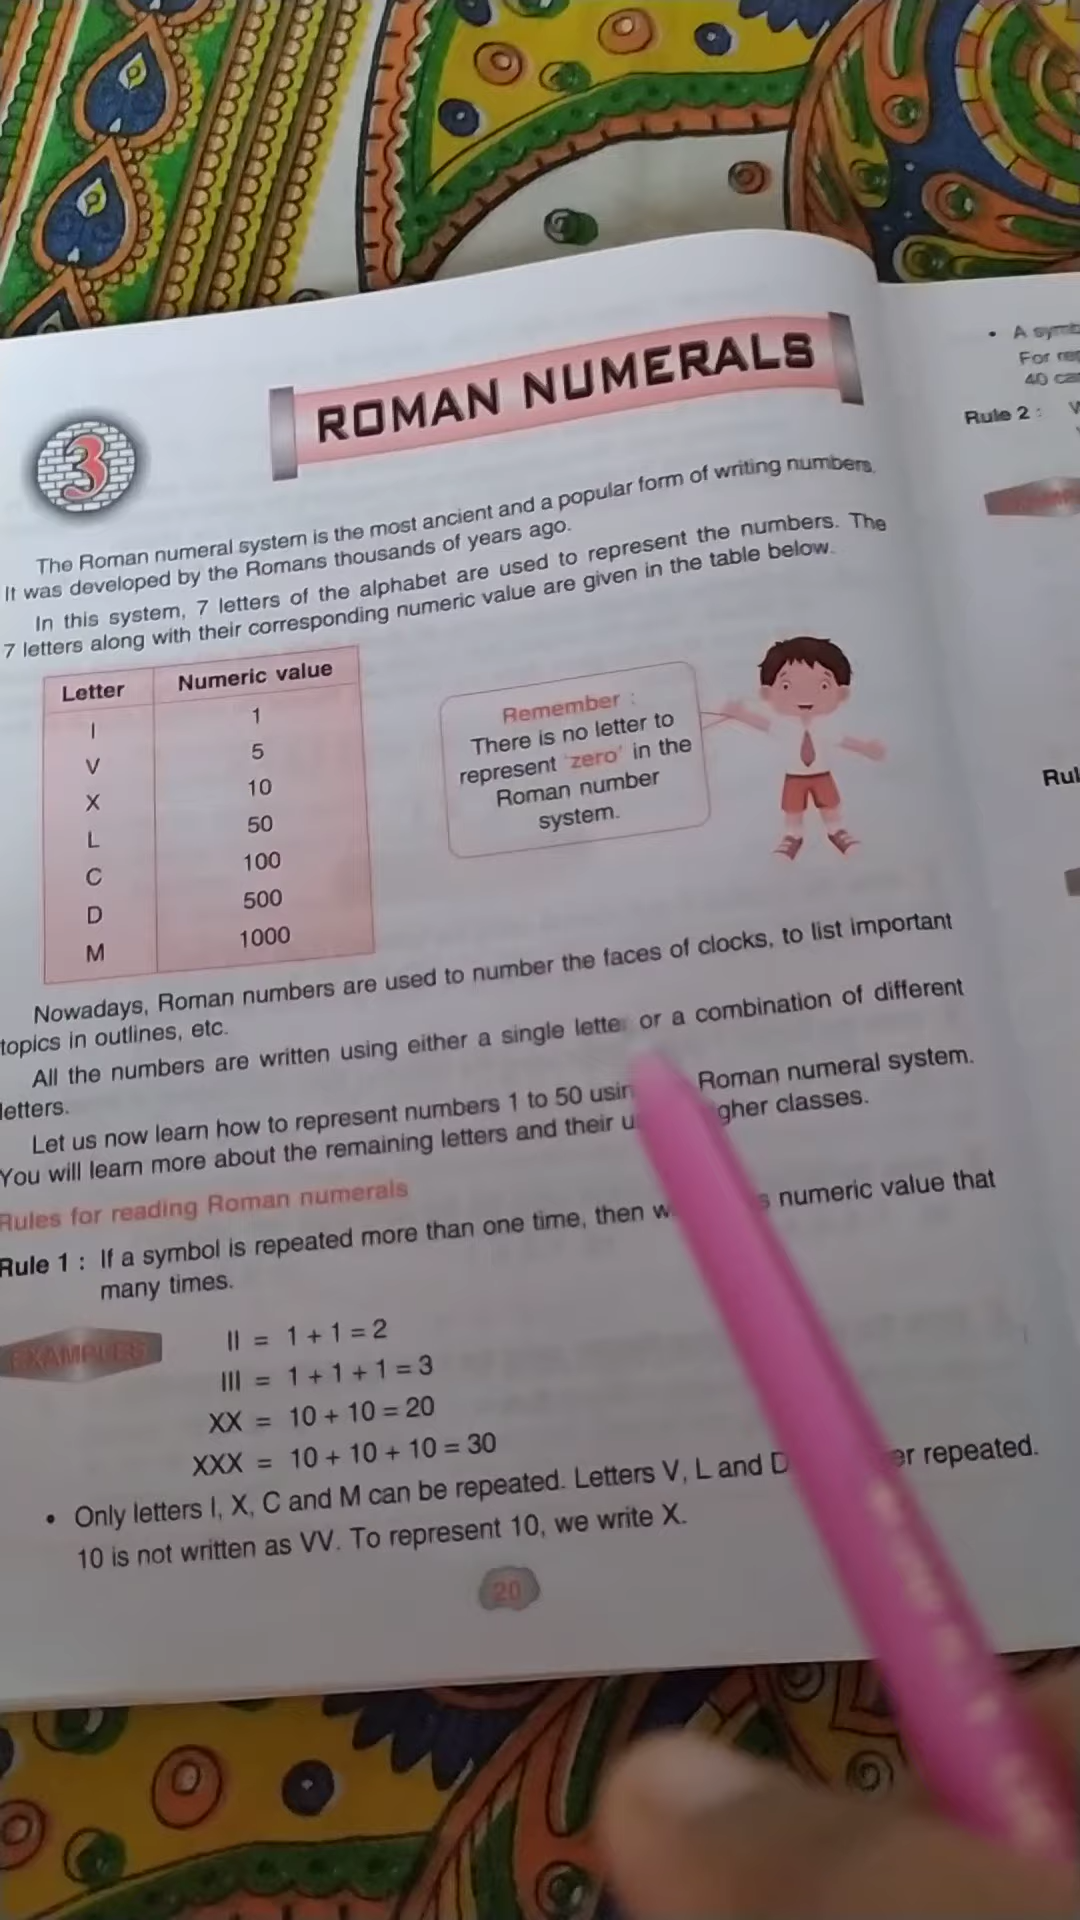 ROMAN NUMERALS
3
The Roman numeral system is the most ancient and a popular form of writing numbers.
It was developed by the Romans thousands of years ago.
In this system, 7 letters of the alphabet are used to represent the numbers. The
7 letters along with their corresponding numeric value are given in the table below.
Letter Numeric value
I 1
V 5
X 10
L 50
C 100
D 500
M 1000
Remember :
There is no letter to
represent 'zero' in the
Roman number
system.
Nowadays, Roman numbers are used to number the faces of clocks, to list important
topics in outlines, etc.
All the numbers are written using either a single letter or a combination of different
letters.
Let us now learn how to represent numbers 1 to 50 Roman numeral system.
You will learn more about the remaining letters and their classes.
Rules for reading Roman numerals
Rule 1 : If a symbol is repeated more than one time, then numeric value that
many times.
EXAMPLES
II = 1 + 1 = 2
III = 1 + 1 + 1 = 3
XX = 10 + 10 = 20
XXX = 10 + 10 + 10 = 30
• Only letters I, X, C and M can be repeated. Letters V, L and D repeated.
10 is not written as VV. To represent 10, we write X.
20
• A
For
40
Rule 2 :